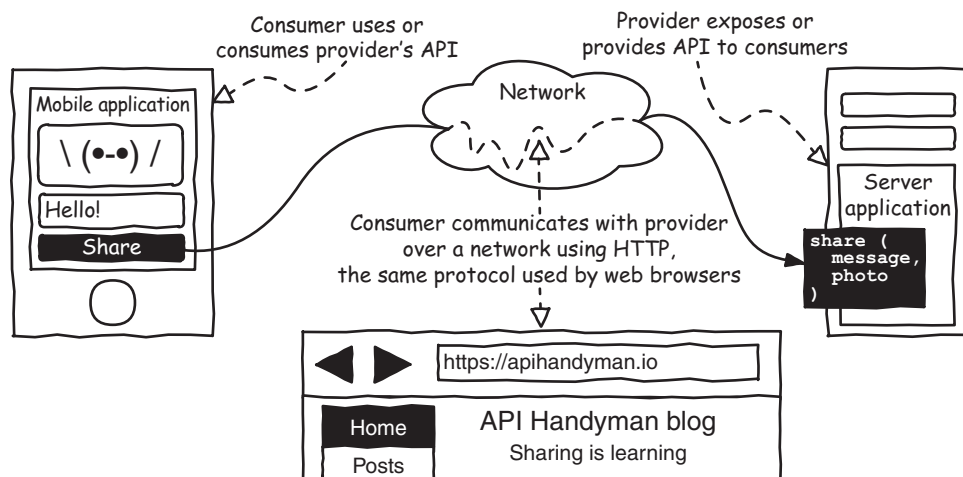 Consumer uses or
consumes provider's API
Provider exposes or
provides API to consumers
Mobile application
\ (•-•) /
Hello!
Share
Network
Server
application
share (
message,
photo
)
Consumer communicates with provider
over a network using HTTP,
the same protocol used by web browsers
https://apihandyman.io
Home
Posts
API Handyman blog
Sharing is learning